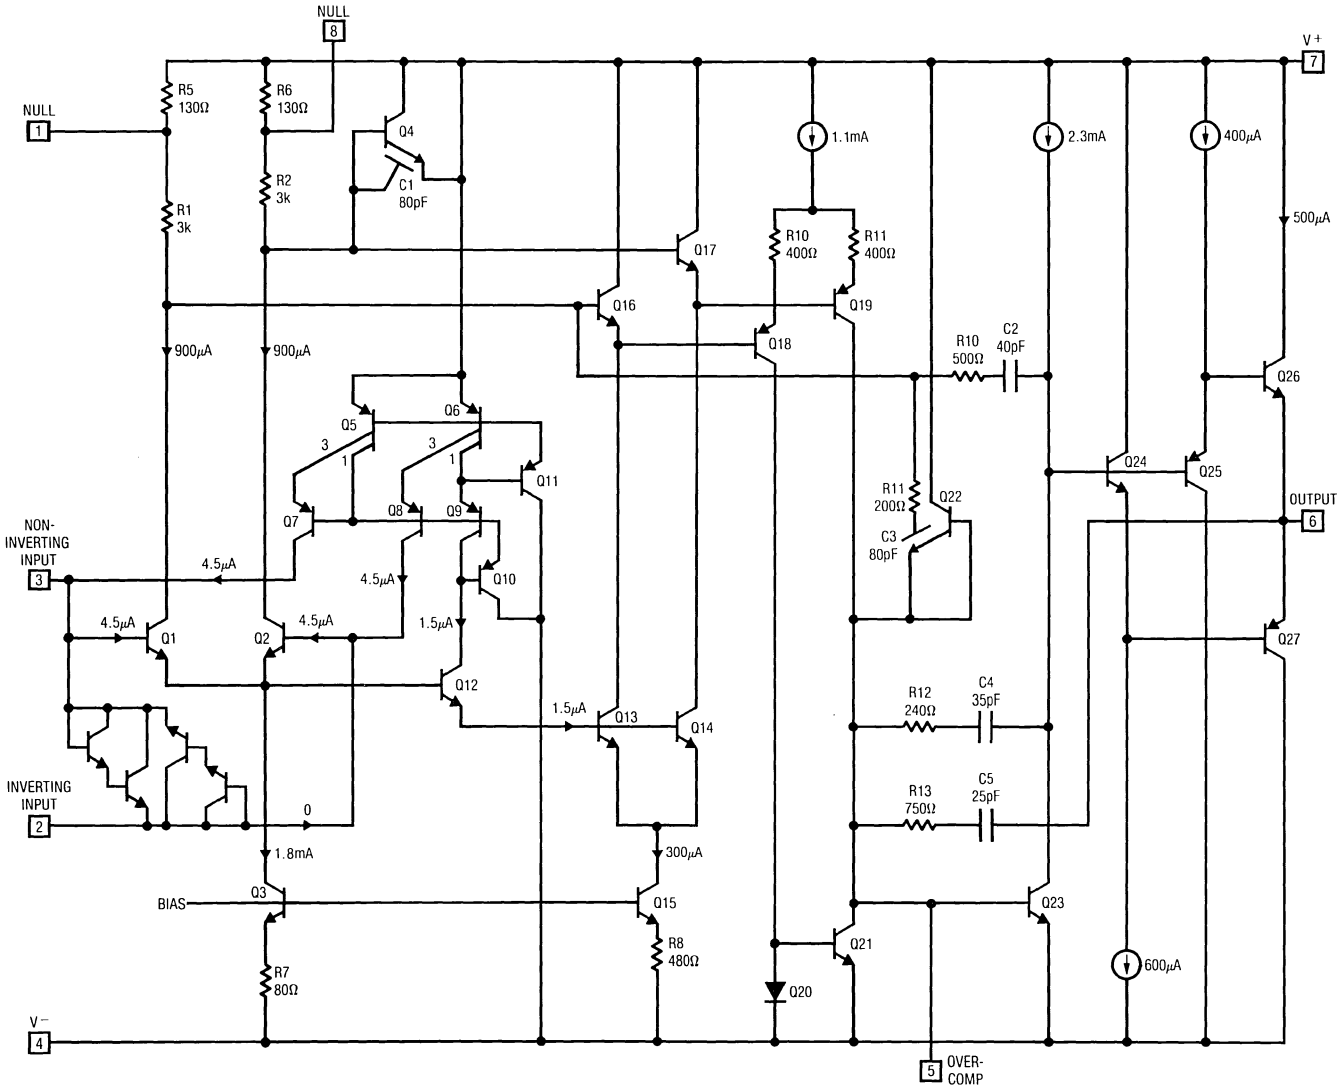 NULL
8
V+
7
R5
130Ω
R6
130Ω
NULL
1
Q4
C1
80pF
1.1mA
2.3mA
400µA
R1
3k
R2
3k
500µA
Q17
R10
400Ω
R11
400Ω
Q16
Q19
Q18
900µA
900µA
R10
500Ω
C2
40pF
Q26
Q5
Q6
3
1
3
1
Q11
Q24
Q25
R11
200Ω
Q22
C3
80pF
OUTPUT
6
Q7
Q8
Q9
NON-
INVERTING
INPUT
3
4.5µA
4.5µA
Q10
1.5µA
4.5µA
Q1
Q2
4.5µA
Q27
Q12
1.5µA
Q13
Q14
R12
240Ω
C4
35pF
INVERTING
INPUT
2
0
R13
750Ω
C5
25pF
1.8mA
300µA
Q3
BIAS
Q15
Q23
R8
480Ω
Q21
R7
80Ω
Q20
600µA
V−
4
5
OVER-
COMP